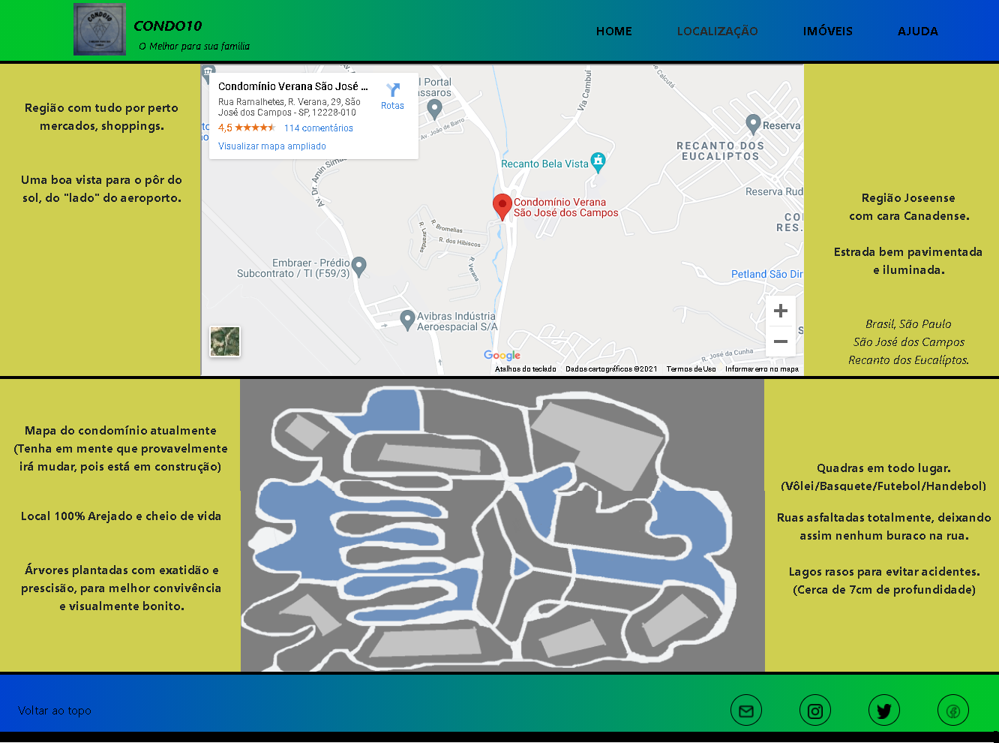 CONDO10
CONDO10
O Melhor para sua família
HOME
LOCALIZAÇÃO
IMÓVEIS
AJUDA
Região com tudo por perto
mercados, shoppings.
Uma boa vista para o pôr do
sol, do "lado" do aeroporto.
Condomínio Verana São José ...
Rua Ramalhetes, R. Verana, 29, São
José dos Campos - SP, 12228-010
4,5
114 comentários
Visualizar mapa ampliado
Rotas
l Portal
ssaros
Av. João de Barro
Via Cambuí
Calcutá
Reserva
RECANTO DOS
EUCALIPTOS
Recanto Bela Vista
Av. Dr. Amin Simão
Reserva Rud
Condomínio Verana
São José dos Campos
CO
RES.
R. Bromelias
R. dos Hibiscos
R. Lavandas
R. Verana
Embraer - Prédio
Subcontrato / TI (F59/3)
Petland São Dir
Avibras Indústria
Aeroespacial S/A
R. José da Cunha
Google
Atalhos do teclado
Dados cartográficos ©2021
Termos de Uso
Informar erro no mapa
Região Joseense
com cara Canadense.
Estrada bem pavimentada
e iluminada.
Brasil, São Paulo
São José dos Campos
Recanto dos Eucalíptos.
Mapa do condomínio atualmente
(Tenha em mente que provavelmente
irá mudar, pois está em construção)
Local 100% Arejado e cheio de vida
Árvores plantadas com exatidão e
prescisão, para melhor convivência
e visualmente bonito.
Quadras em todo lugar.
(Vôlei/Basquete/Futebol/Handebol)
Ruas asfaltadas totalmente, deixando
assim nenhum buraco na rua.
Lagos rasos para evitar acidentes.
(Cerca de 7cm de profundidade)
Voltar ao topo